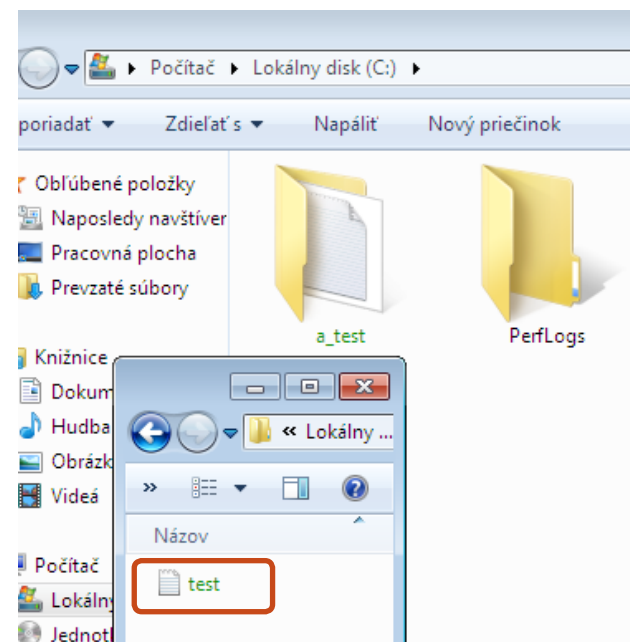 Počítač ▸ Lokálny disk (C:) ▸
poriadať Zdieľať s Napáliť Nový priečinok
Obľúbené položky
Naposledy navštíver
Pracovná plocha
Prevzaté súbory
a_test
PerfLogs
Knižnice
Dokum
Hudba
Obrázk
Videá
Počítač
Lokálny
Jednotl
« Lokálny ...
»
Názov
test